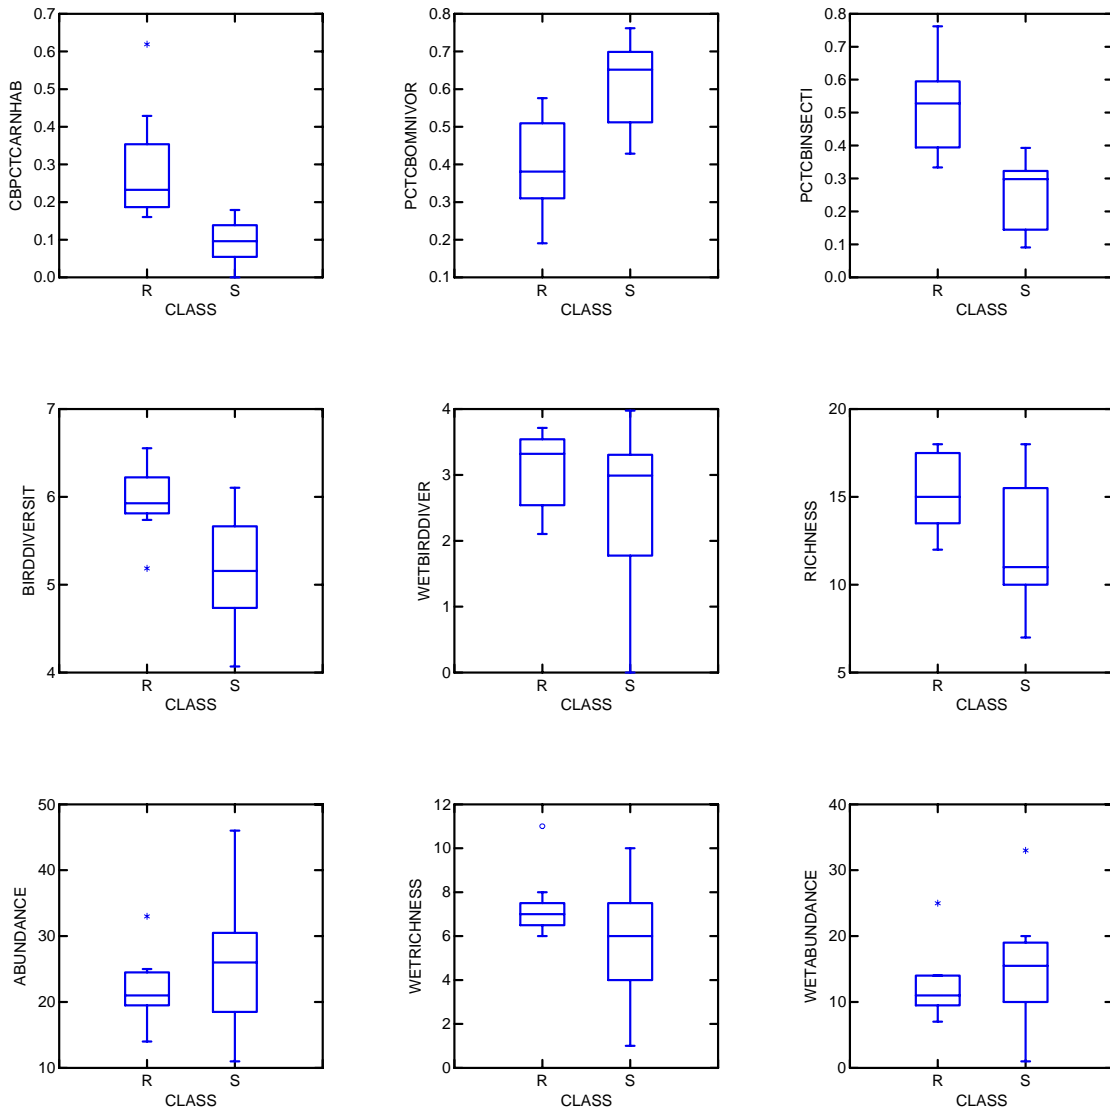 CBPCTCARNHAB
0.7
0.6
0.5
0.4
0.3
0.2
0.1
0.0
R S
CLASS
PCTCBOMNIVOR
0.8
0.7
0.6
0.5
0.4
0.3
0.2
0.1
R S
CLASS
PCTCBINSECTI
0.8
0.7
0.6
0.5
0.4
0.3
0.2
0.1
0.0
R S
CLASS
BIRDDIVERSIT
7
6
5
4
R S
CLASS
WETBIRDDIVER
4
3
2
1
0
R S
CLASS
RICHNESS
20
15
10
5
R S
CLASS
ABUNDANCE
50
40
30
20
10
R S
CLASS
WETRICHNESS
12
10
8
6
4
2
0
R S
CLASS
WETABUNDANCE
40
30
20
10
0
R S
CLASS